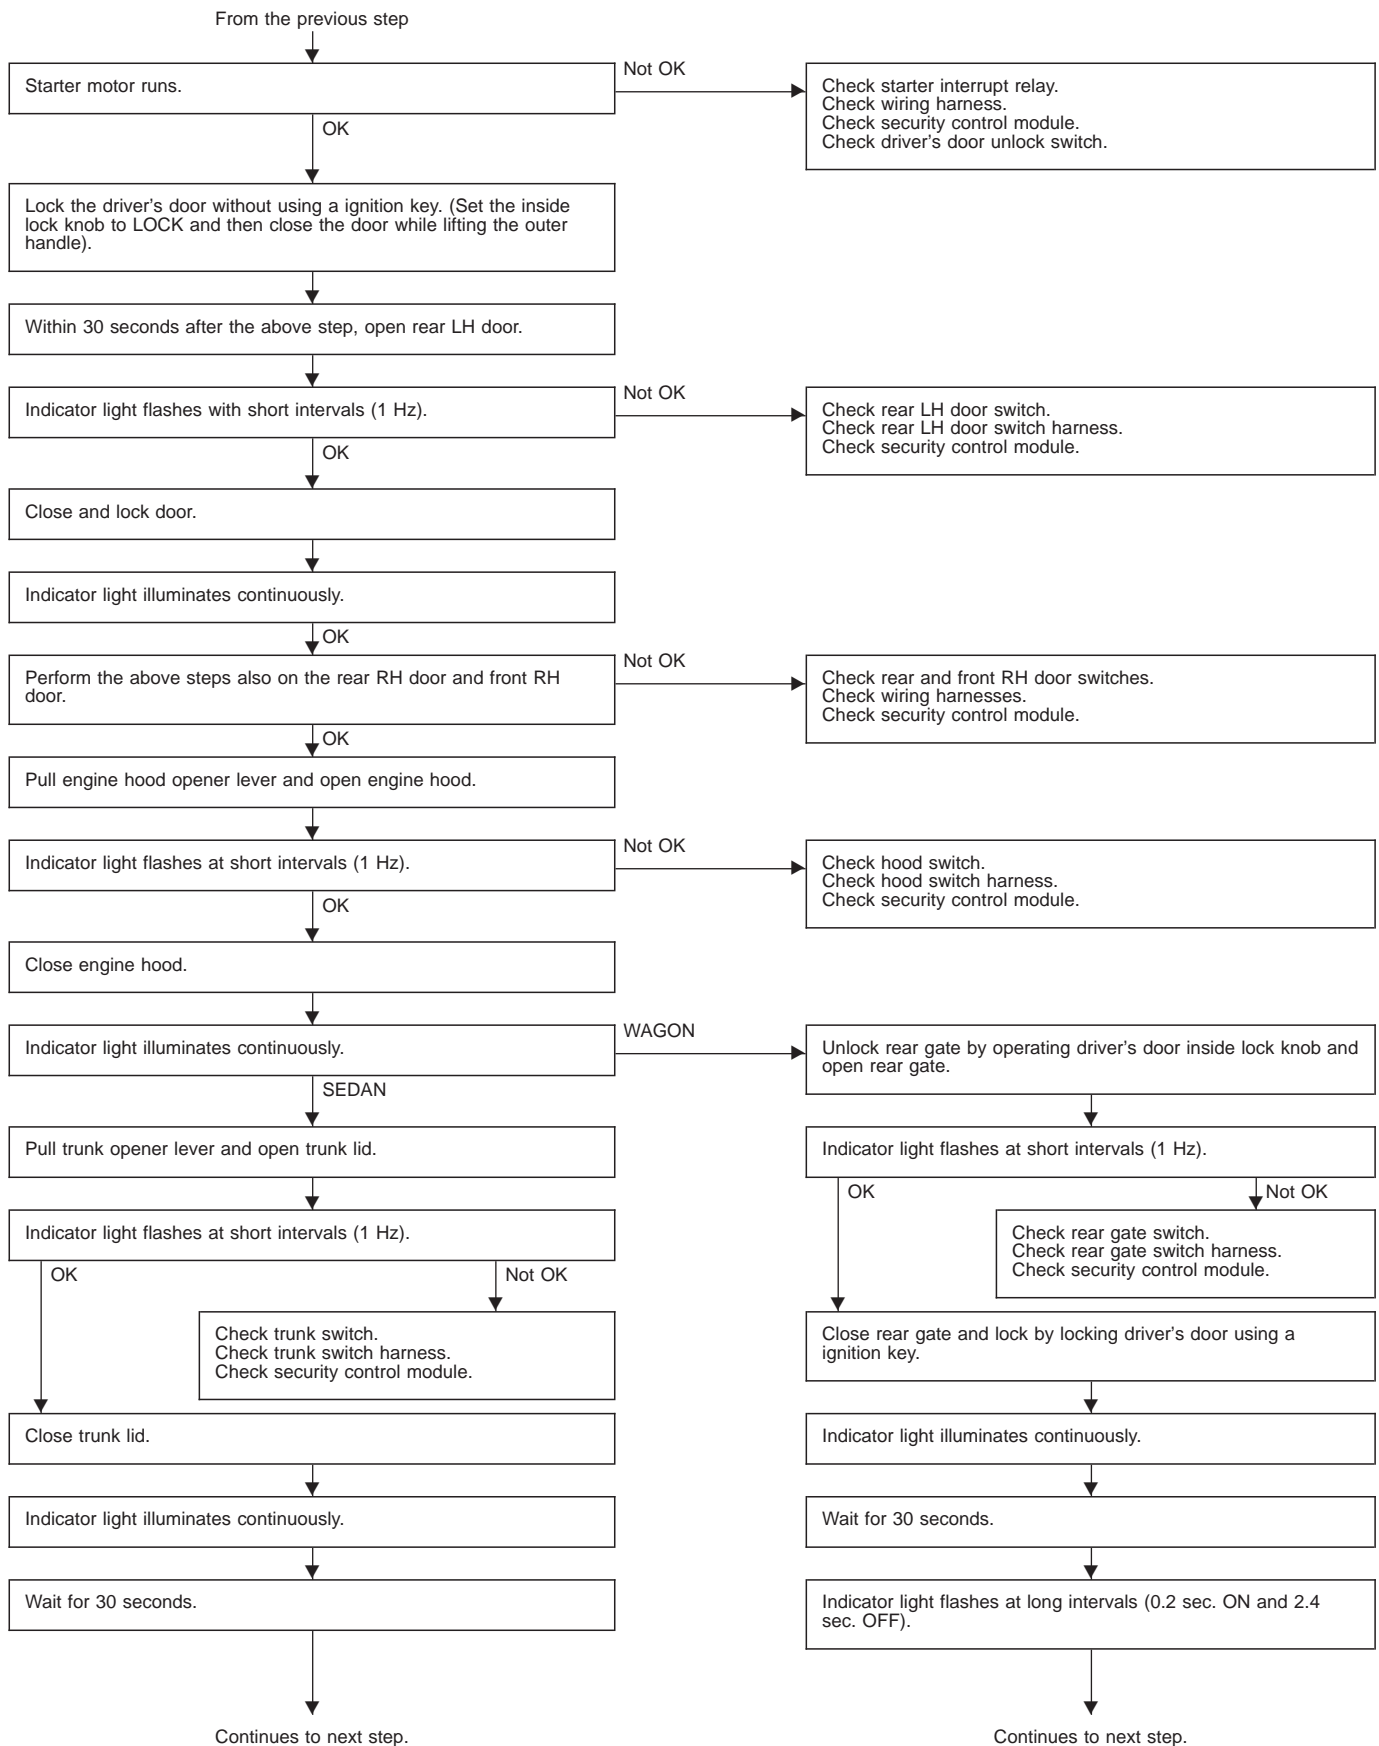 From the previous step
Starter motor runs.
Not OK
Check starter interrupt relay.
Check wiring harness.
Check security control module.
Check driver's door unlock switch.
OK
Lock the driver's door without using a ignition key. (Set the inside
lock knob to LOCK and then close the door while lifting the outer
handle).
Within 30 seconds after the above step, open rear LH door.
Indicator light flashes with short intervals (1 Hz).
Not OK
Check rear LH door switch.
Check rear LH door switch harness.
Check security control module.
OK
Close and lock door.
Indicator light illuminates continuously.
OK
Perform the above steps also on the rear RH door and front RH
door.
Not OK
Check rear and front RH door switches.
Check wiring harnesses.
Check security control module.
OK
Pull engine hood opener lever and open engine hood.
Indicator light flashes at short intervals (1 Hz).
Not OK
Check hood switch.
Check hood switch harness.
Check security control module.
OK
Close engine hood.
Indicator light illuminates continuously.
WAGON
Unlock rear gate by operating driver's door inside lock knob and
open rear gate.
SEDAN
Pull trunk opener lever and open trunk lid.
Indicator light flashes at short intervals (1 Hz).
OK
Not OK
Check rear gate switch.
Check rear gate switch harness.
Check security control module.
Indicator light flashes at short intervals (1 Hz).
OK
Not OK
Check trunk switch.
Check trunk switch harness.
Check security control module.
Close rear gate and lock by locking driver's door using a
ignition key.
Close trunk lid.
Indicator light illuminates continuously.
Indicator light illuminates continuously.
Wait for 30 seconds.
Wait for 30 seconds.
Indicator light flashes at long intervals (0.2 sec. ON and 2.4
sec. OFF).
Continues to next step.
Continues to next step.